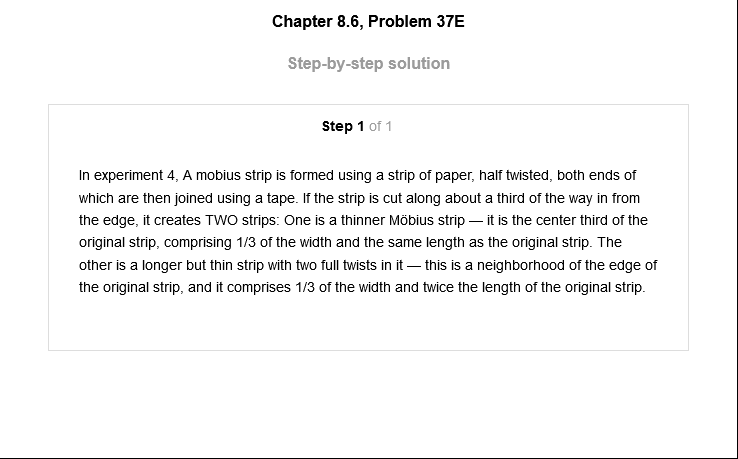 Chapter 8.6, Problem 37E
Step-by-step solution
Step 1 of 1
In experiment 4, A mobius strip is formed using a strip of paper, half twisted, both ends of
which are then joined using a tape. If the strip is cut along about a third of the way in from
the edge, it creates TWO strips: One is a thinner Möbius strip — it is the center third of the
original strip, comprising 1/3 of the width and the same length as the original strip. The
other is a longer but thin strip with two full twists in it — this is a neighborhood of the edge of
the original strip, and it comprises 1/3 of the width and twice the length of the original strip.